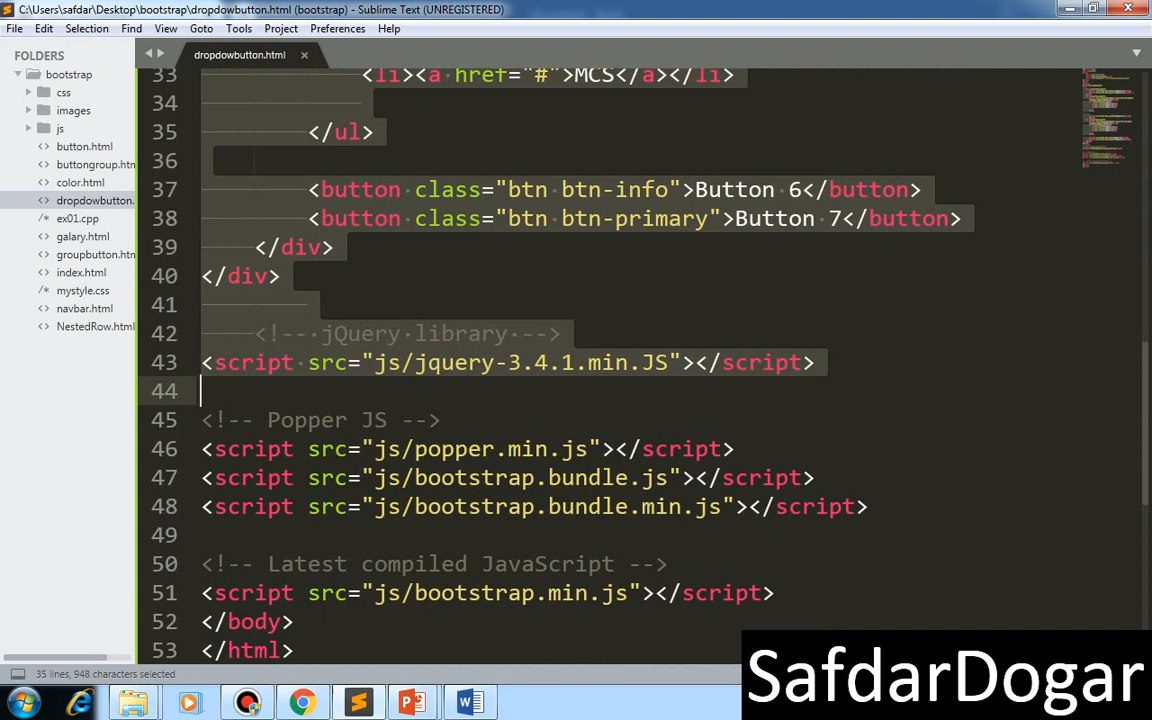 C:\Users\safdar\Desktop\bootstrap\dropdowbutton.html (bootstrap) - Sublime Text (UNREGISTERED)
File Edit Selection Find View Goto Tools Project Preferences Help
FOLDERS
bootstrap
css
images
js
button.html
buttongroup.htm
color.html
dropdowbutton.
ex01.cpp
galary.html
groupbutton.htm
index.html
mystyle.css
navbar.html
NestedRow.html
dropdowbutton.html
33 <li><a href="#">MCS</a></li>
34
35 </ul>
36
37 <button class="btn btn-info">Button 6</button>
38 <button class="btn btn-primary">Button 7</button>
39 </div>
40 </div>
41
42 <!-- jQuery library -->
43 <script src="js/jquery-3.4.1.min.JS"></script>
44
45 <!-- Popper JS -->
46 <script src="js/popper.min.js"></script>
47 <script src="js/bootstrap.bundle.js"></script>
48 <script src="js/bootstrap.bundle.min.js"></script>
49
50 <!-- Latest compiled JavaScript -->
51 <script src="js/bootstrap.min.js"></script>
52 </body>
53 </html>
35 lines, 948 characters selected
SafdarDogar